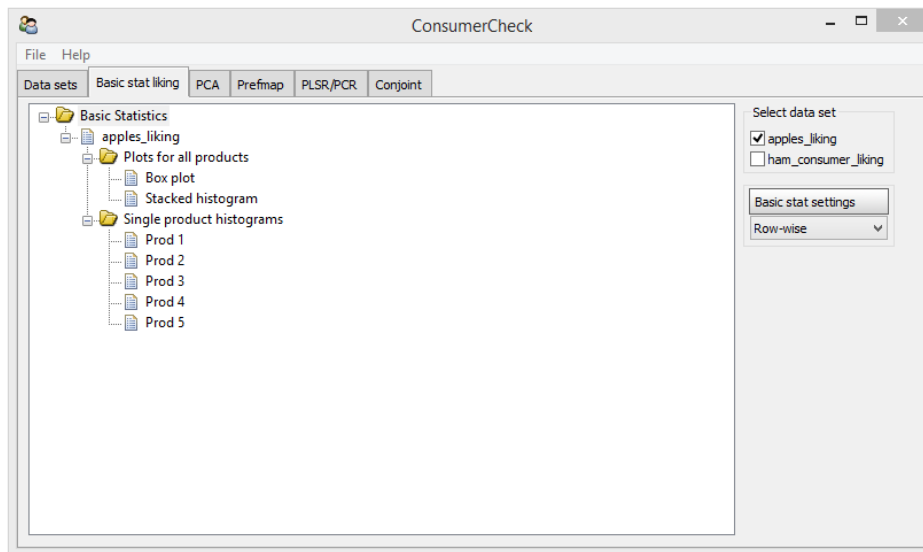 ConsumerCheck
File Help
Data sets Basic stat liking PCA Prefmap PLSR/PCR Conjoint
Basic Statistics
apples_liking
Plots for all products
Box plot
Stacked histogram
Single product histograms
Prod 1
Prod 2
Prod 3
Prod 4
Prod 5
Select data set
apples_liking
ham_consumer_liking
Basic stat settings
Row-wise